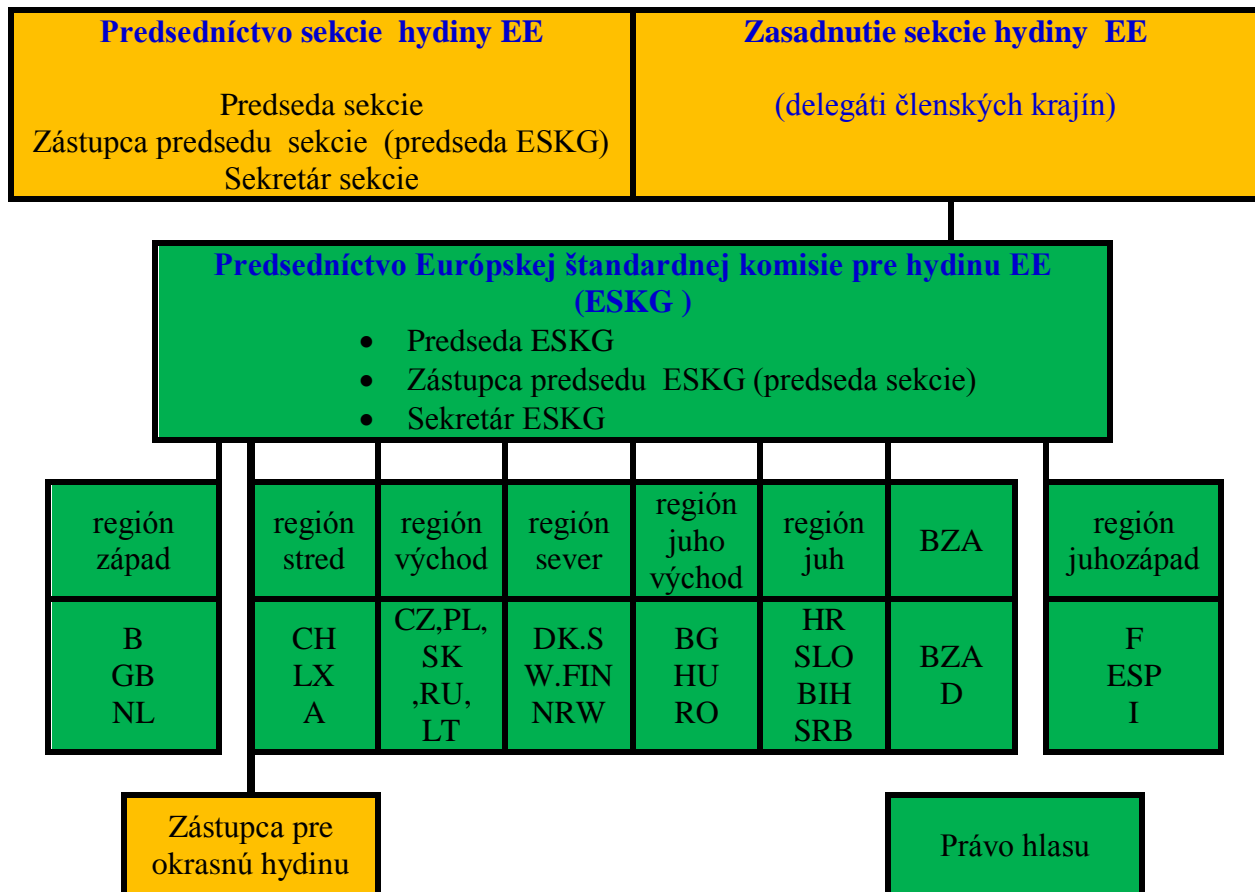 Predsedníctvo sekcie hydiny EE
Predseda sekcie
Zástupca predsedu sekcie (predseda ESKG)
Sekretár sekcie
Zasadnutie sekcie hydiny EE
(delegáti členských krajín)
Predsedníctvo Európskej štandardnej komisie pre hydinu EE
(ESKG )
• Predseda ESKG
• Zástupca predsedu ESKG (predseda sekcie)
• Sekretár ESKG
región
západ
región
stred
región
východ
región
sever
región
juho
východ
región
juh
BZA
región
juhozápad
B
GB
NL
CH
LX
A
CZ,PL,
SK
,RU,
LT
DK.S
W.FIN
NRW
BG
HU
RO
HR
SLO
BIH
SRB
BZA
D
F
ESP
I
Zástupca pre
okrasnú hydinu
Právo hlasu